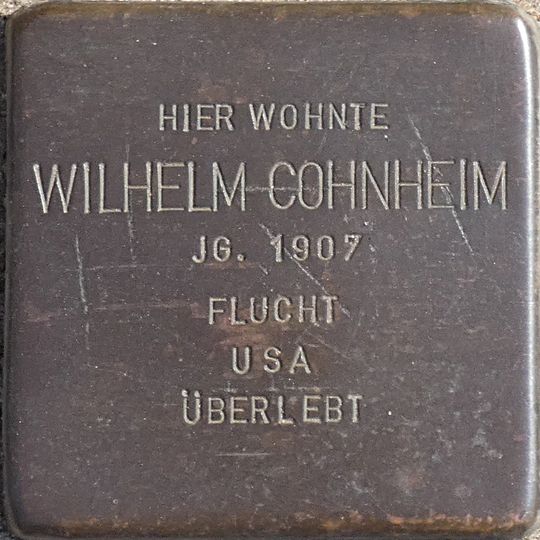 HIER WOHNTE
WILHELM COHNHEIM
JG. 1907
FLUCHT
USA
ÜBERLEBT